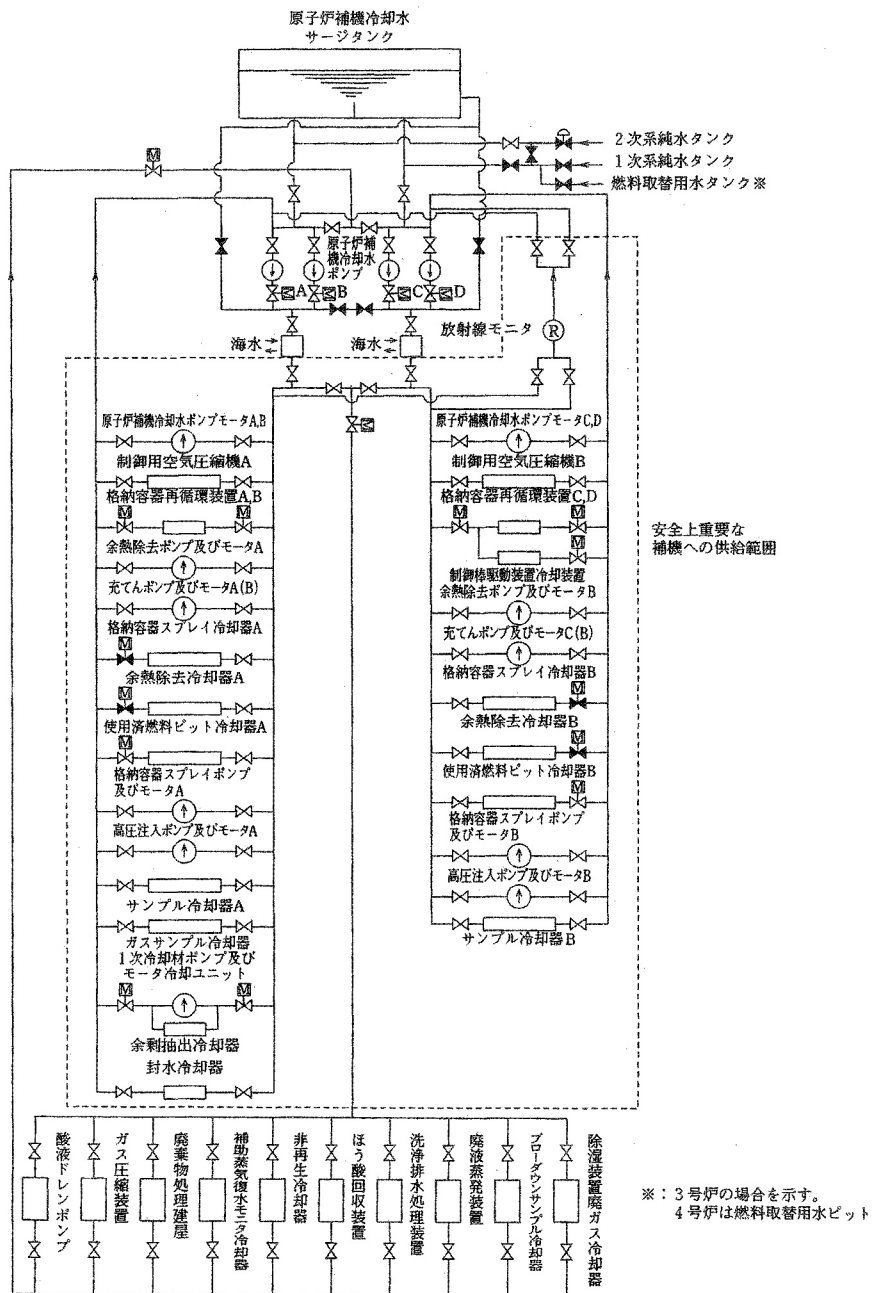 原子炉補機冷却水
サージタンク
2次系純水タンク
1次系純水タンク
燃料取替用水タンク※
M
原子炉補
機冷却水
ポンプ
A
B
C
D
M
M
M
M
放射線モニタ
R
海水
海水
M
原子炉補機冷却水ポンプモータA,B
制御用空気圧縮機A
格納容器再循環装置A,B
M
M
余熱除去ポンプ及びモータA
充てんポンプ及びモータA(B)
格納容器スプレイ冷却器A
M
余熱除去冷却器A
M
使用済燃料ピット冷却器A
M
格納容器スプレイポンプ
及びモータA
高圧注入ポンプ及びモータA
サンプル冷却器A
ガスサンプル冷却器
1次冷却材ポンプ及び
モータ冷却ユニット
M
M
余剰抽出冷却器
封水冷却器
原子炉補機冷却水ポンプモータC,D
制御用空気圧縮機B
格納容器再循環装置C,D
M
M
M
制御棒駆動装置冷却装置
余熱除去ポンプ及びモータB
充てんポンプ及びモータC(B)
格納容器スプレイ冷却器B
M
余熱除去冷却器B
M
使用済燃料ピット冷却器B
M
格納容器スプレイポンプ
及びモータB
高圧注入ポンプ及びモータB
サンプル冷却器B
安全上重要な
補機への供給範囲
酸液ドレンポンプ
ガス圧縮装置
廃棄物処理建屋
補助蒸気復水モニタ冷却器
非再生冷却器
ほう酸回収装置
洗浄排水処理装置
廃液蒸発装置
ブローダウンサンプル冷却器
除湿装置廃ガス冷却器
※：3号炉の場合を示す。
4号炉は燃料取替用水ピット